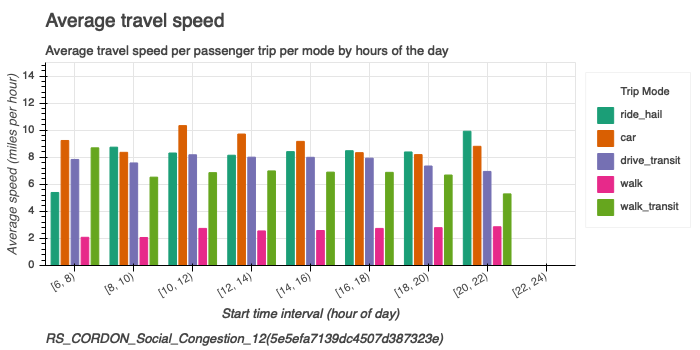 Average travel speed
Average travel speed per passenger trip per mode by hours of the day
Average speed (miles per hour)
14
12
10
8
6
4
2
0
[6, 8)
[8, 10)
[10, 12)
[12, 14)
[14, 16)
[16, 18)
[18, 20)
[20, 22)
[22, 24)
Start time interval (hour of day)
Trip Mode
ride_hail
car
drive_transit
walk
walk_transit
RS_CORDON_Social_Congestion_12(5e5efa7139dc4507d387323e)